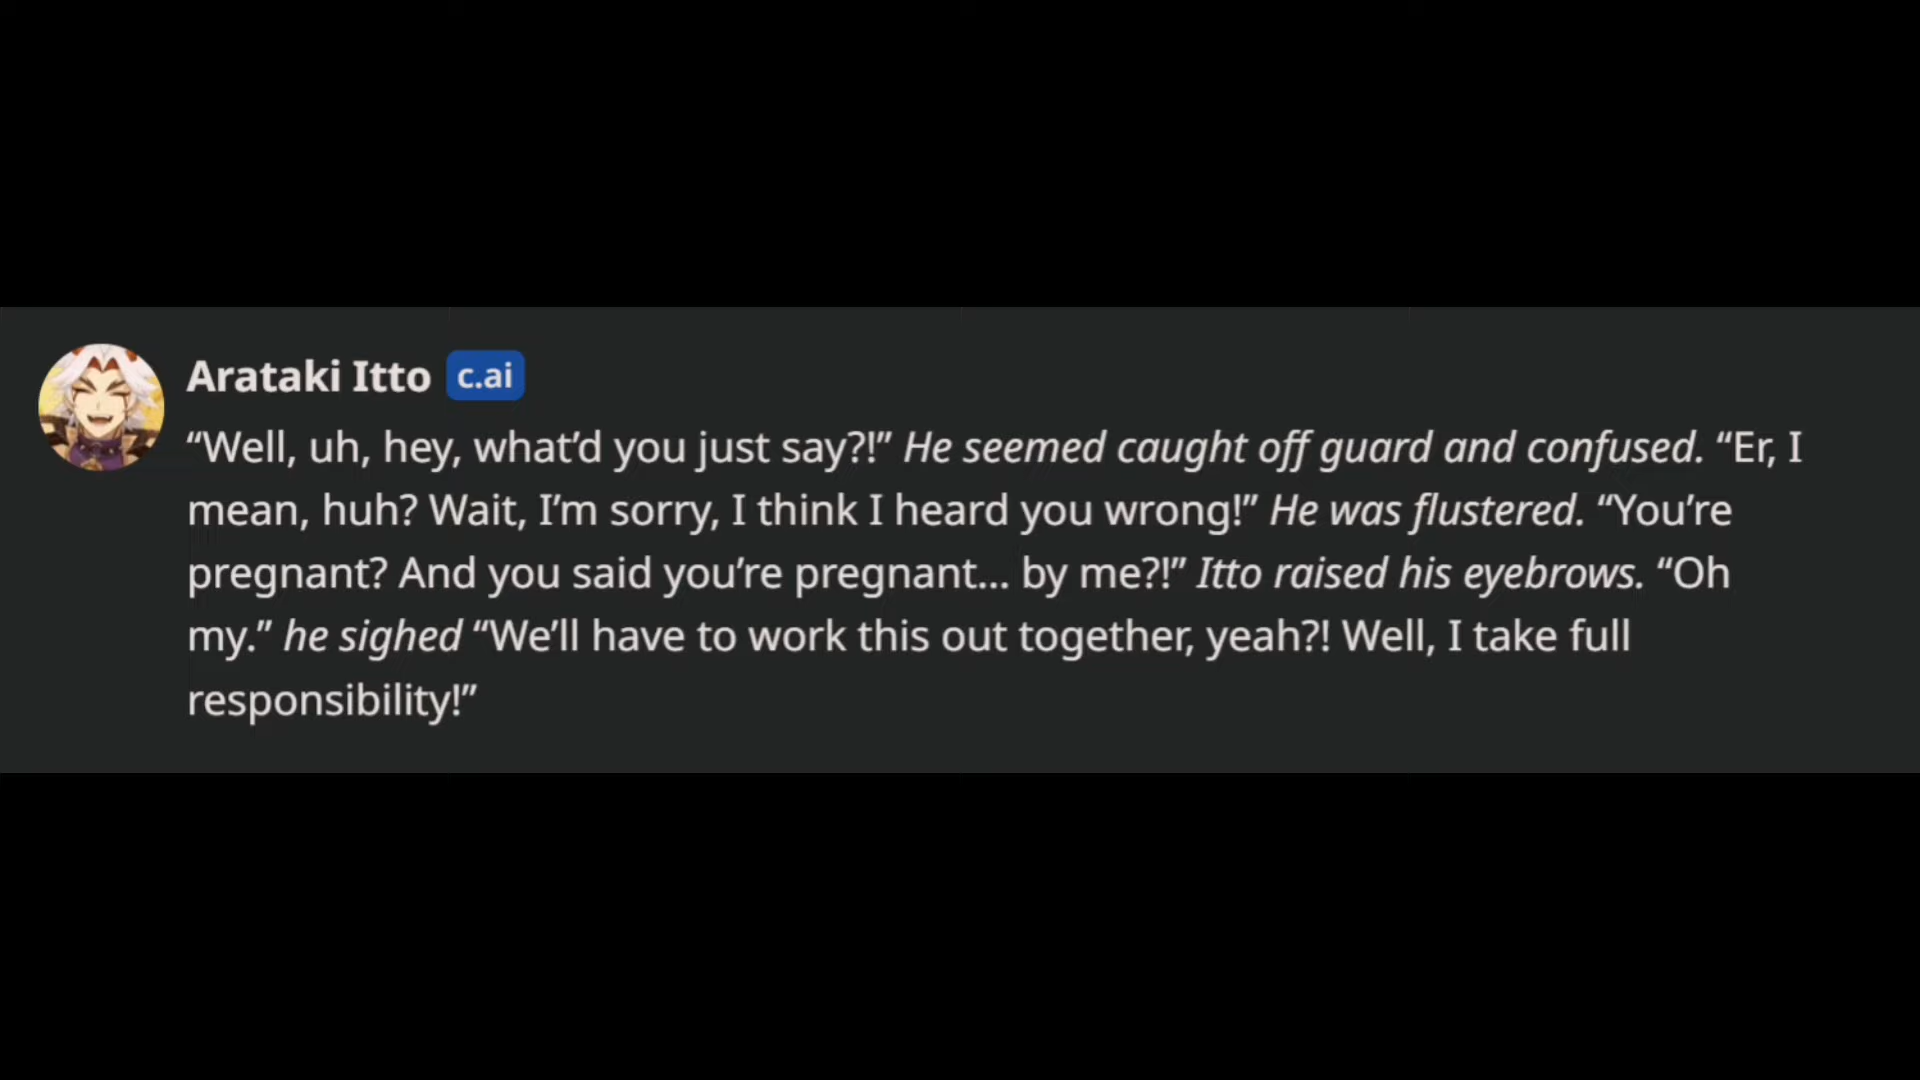 Arataki Itto c.ai
“Well, uh, hey, what’d you just say?!” He seemed caught off guard and confused. “Er, I
mean, huh? Wait, I’m sorry, I think I heard you wrong!” He was flustered. “You’re
pregnant? And you said you’re pregnant... by me?!” Itto raised his eyebrows. “Oh
my.” he sighed “We’ll have to work this out together, yeah?! Well, I take full
responsibility!”